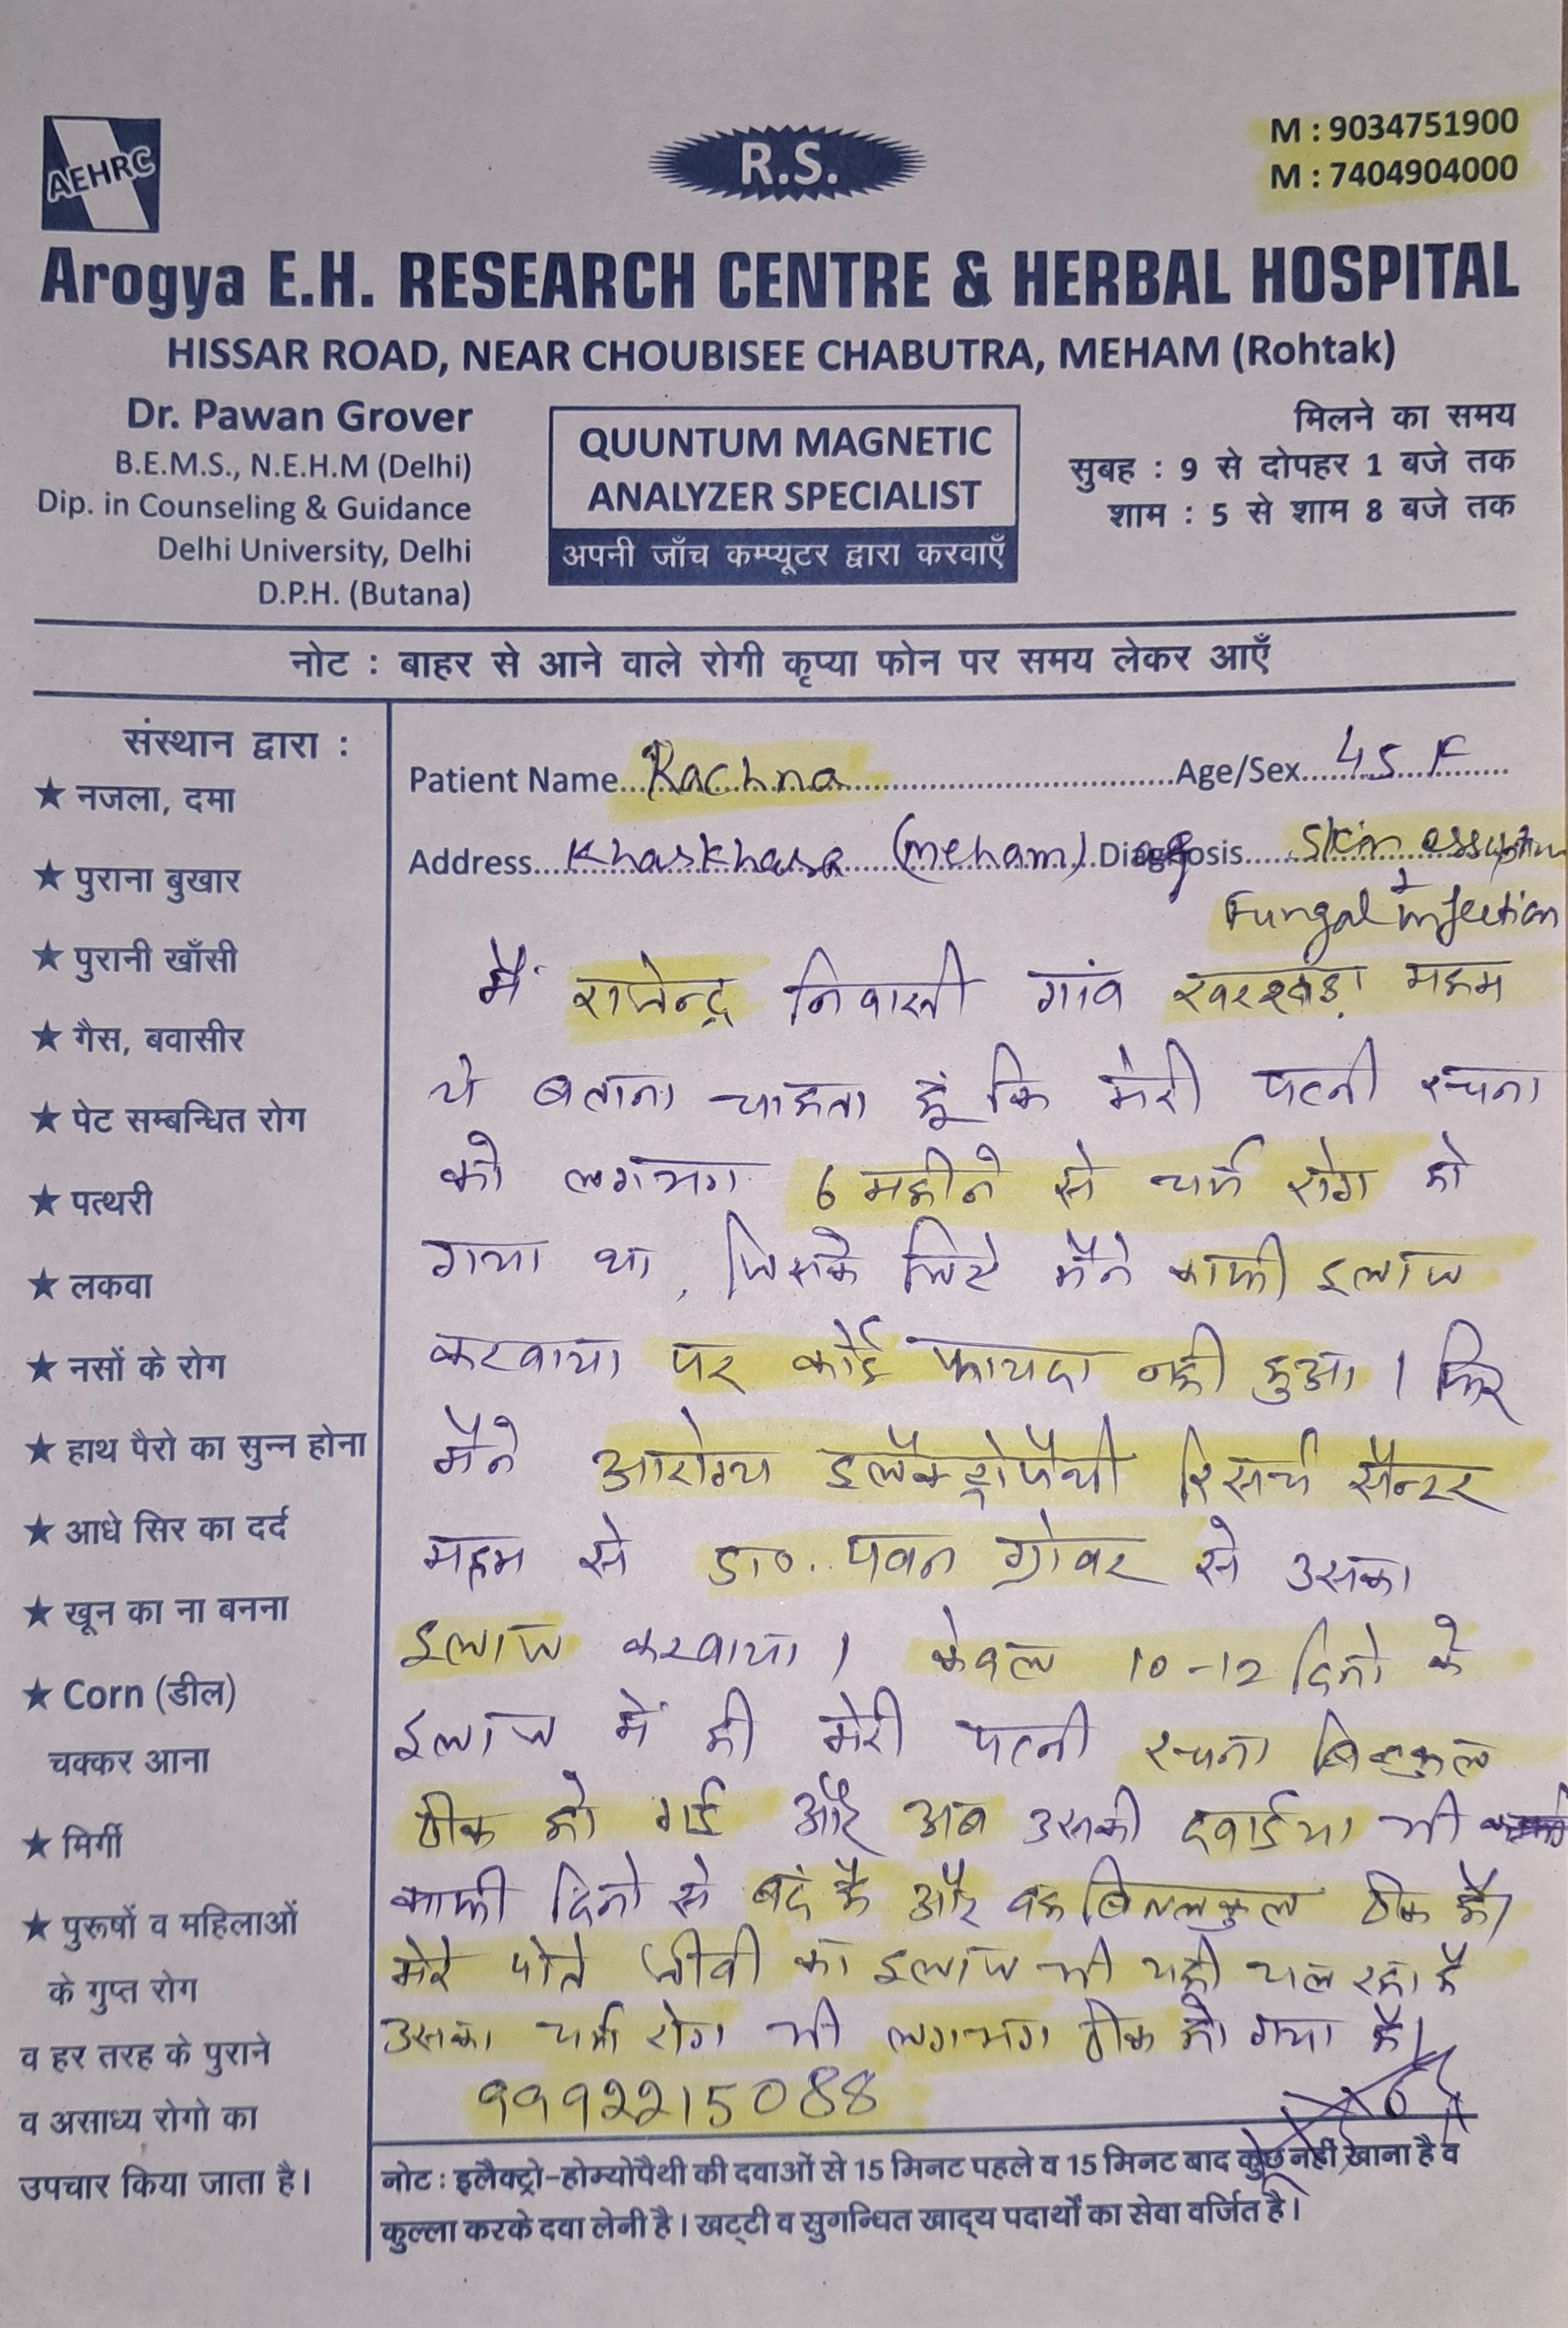 AEHRC
R.S.
M : 9034751900
M : 7404904000
Arogya E.H. RESEARCH CENTRE & HERBAL HOSPITAL
HISSAR ROAD, NEAR CHOUBISEE CHABUTRA, MEHAM (Rohtak)
Dr. Pawan Grover
B.E.M.S., N.E.H.M (Delhi)
Dip. in Counseling & Guidance
Delhi University, Delhi
D.P.H. (Butana)
QUUNTUM MAGNETIC
ANALYZER SPECIALIST
अपनी जाँच कम्प्यूटर द्वारा करवाएँ
मिलने का समय
सुबह : 9 से दोपहर 1 बजे तक
शाम : 5 से शाम 8 बजे तक
नोट : बाहर से आने वाले रोगी कृप्या फोन पर समय लेकर आएँ
संस्थान द्वारा :
★ नजला, दमा
★ पुराना बुखार
★ पुरानी खाँसी
★ गैस, बवासीर
★ पेट सम्बन्धित रोग
★ पत्थरी
★ लकवा
★ नसों के रोग
★ हाथ पैरो का सुन्न होना
★ आधे सिर का दर्द
★ खून का ना बनना
★ Corn (डील)
चक्कर आना
★ मिर्गी
★ पुरूषों व महिलाओं
के गुप्त रोग
व हर तरह के पुराने
व असाध्य रोगो का
उपचार किया जाता है।
Patient Name Rachna Age/Sex 45 F
Address Kharkhara (Meham) Diagnosis Skin
Fungal Infection
मैं राजेन्द्र निवासी गांव खरखड़ा महम
ये बताना चाहता हूं कि मेरी पत्नी रचना
को लगभग 6 महीने से चर्म रोग हो
गया था, जिसके लिए मैंने काफी इलाज
करवाया पर कोई फायदा नही हुआ। फिर
मैंने आरोग्य इलैक्ट्रोपैथी रिसर्च सैन्टर
महम से डा०. पवन ग्रोवर से उसका
इलाज करवाया। केवल 10-12 दिनो के
इलाज में ही मेरी पत्नी रचना बिल्कुल
ठीक हो गई और अब उसकी दवाईया भी
काफी दिनो से बदं है और वह बिललकुल ठीक है।
मेरे पोते का इलाज भी यही चल रहा है
उसका चर्म रोग भी लगभग ठीक हो गया है।
9992215088
नोट : इलैक्ट्रो-होम्योपैथी की दवाओं से 15 मिनट पहले व 15 मिनट बाद कुछ नहीं खाना है व
कुल्ला करके दवा लेनी है। खट्टी व सुगन्धित खाद्य पदार्थों का सेवा वर्जित है।